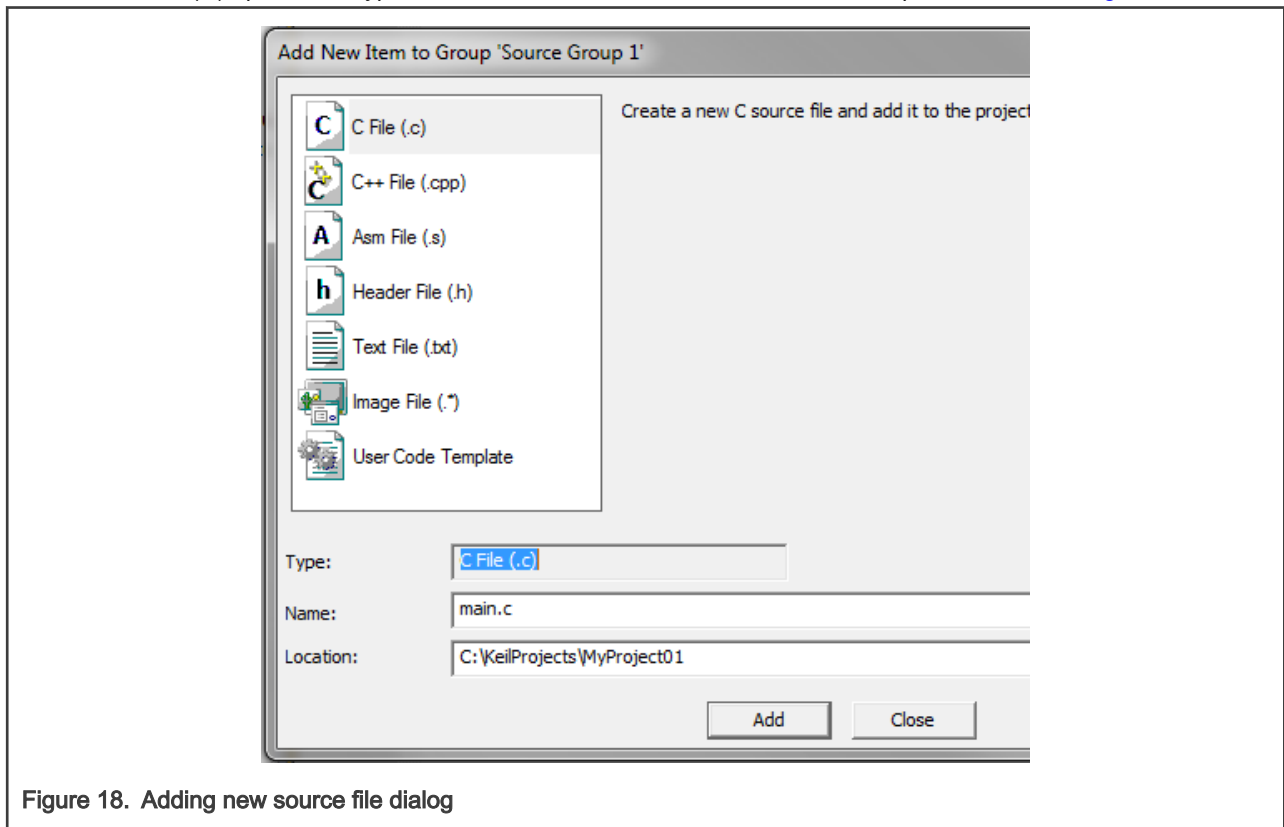 Add New Item to Group 'Source Group 1'
C File (.c)
C++ File (.cpp)
Asm File (.s)
Header File (.h)
Text File (.txt)
Image File (.*)
User Code Template
Create a new C source file and add it to the project
Type: C File (.c)
Name: main.c
Location: C:\KeilProjects\MyProject01
Add Close
Figure 18. Adding new source file dialog